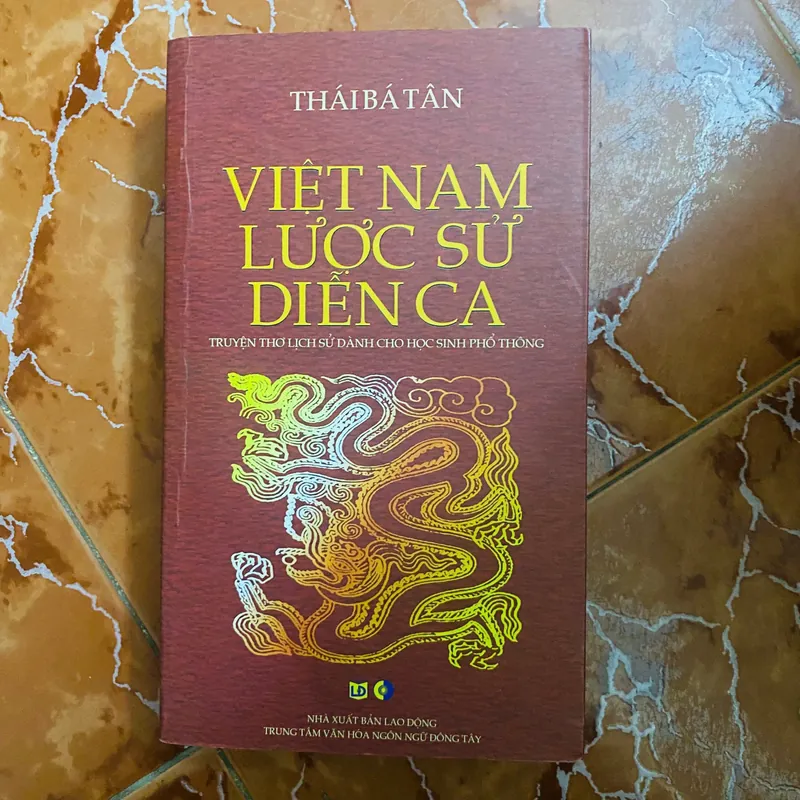 THÁI BÁ TÂN
VIỆT NAM
LƯỢC SỬ
DIỄN CA
TRUYỆN THƠ LỊCH SỬ DÀNH CHO HỌC SINH PHỔ THÔNG
LĐ
NHÀ XUẤT BẢN LAO ĐỘNG
TRUNG TÂM VĂN HÓA NGÔN NGỮ ĐÔNG TÂY